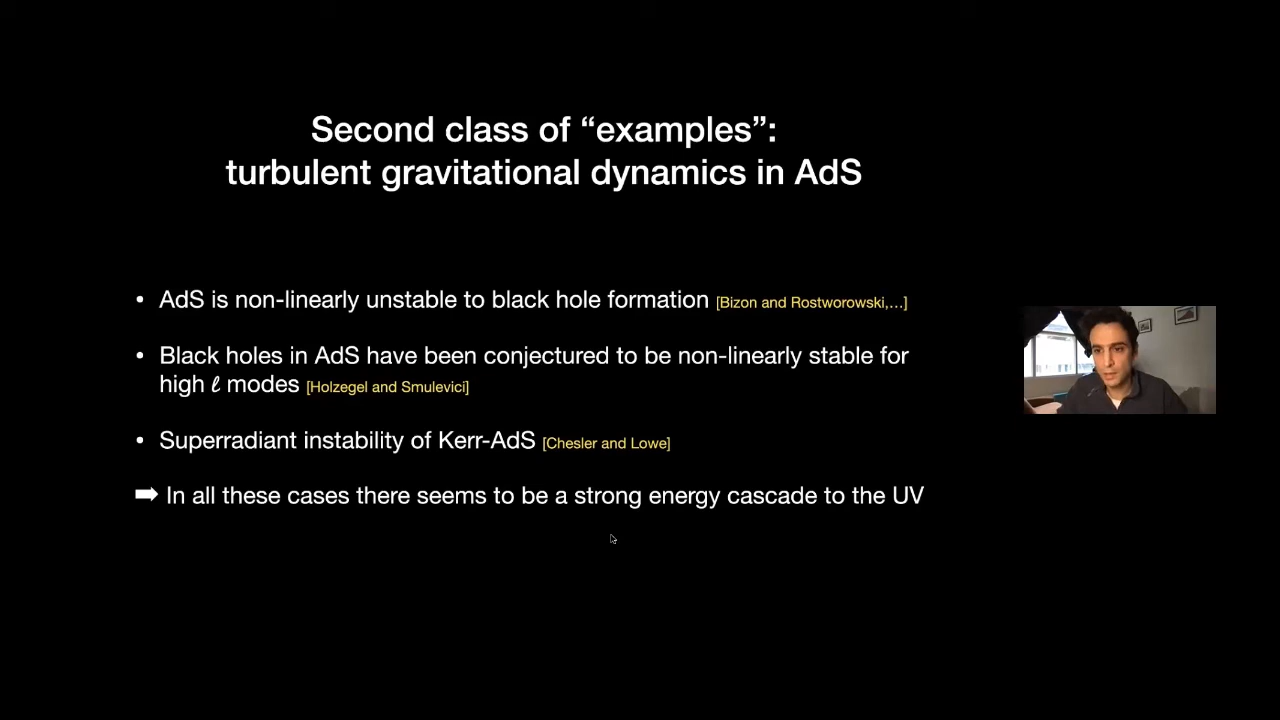 Second class of “examples”:
turbulent gravitational dynamics in AdS
• AdS is non-linearly unstable to black hole formation [Bizon and Rostworowski,...]
• Black holes in AdS have been conjectured to be non-linearly stable for
high ℓ modes [Holzegel and Smulevici]
• Superradiant instability of Kerr-AdS [Chesler and Lowe]
➡ In all these cases there seems to be a strong energy cascade to the UV